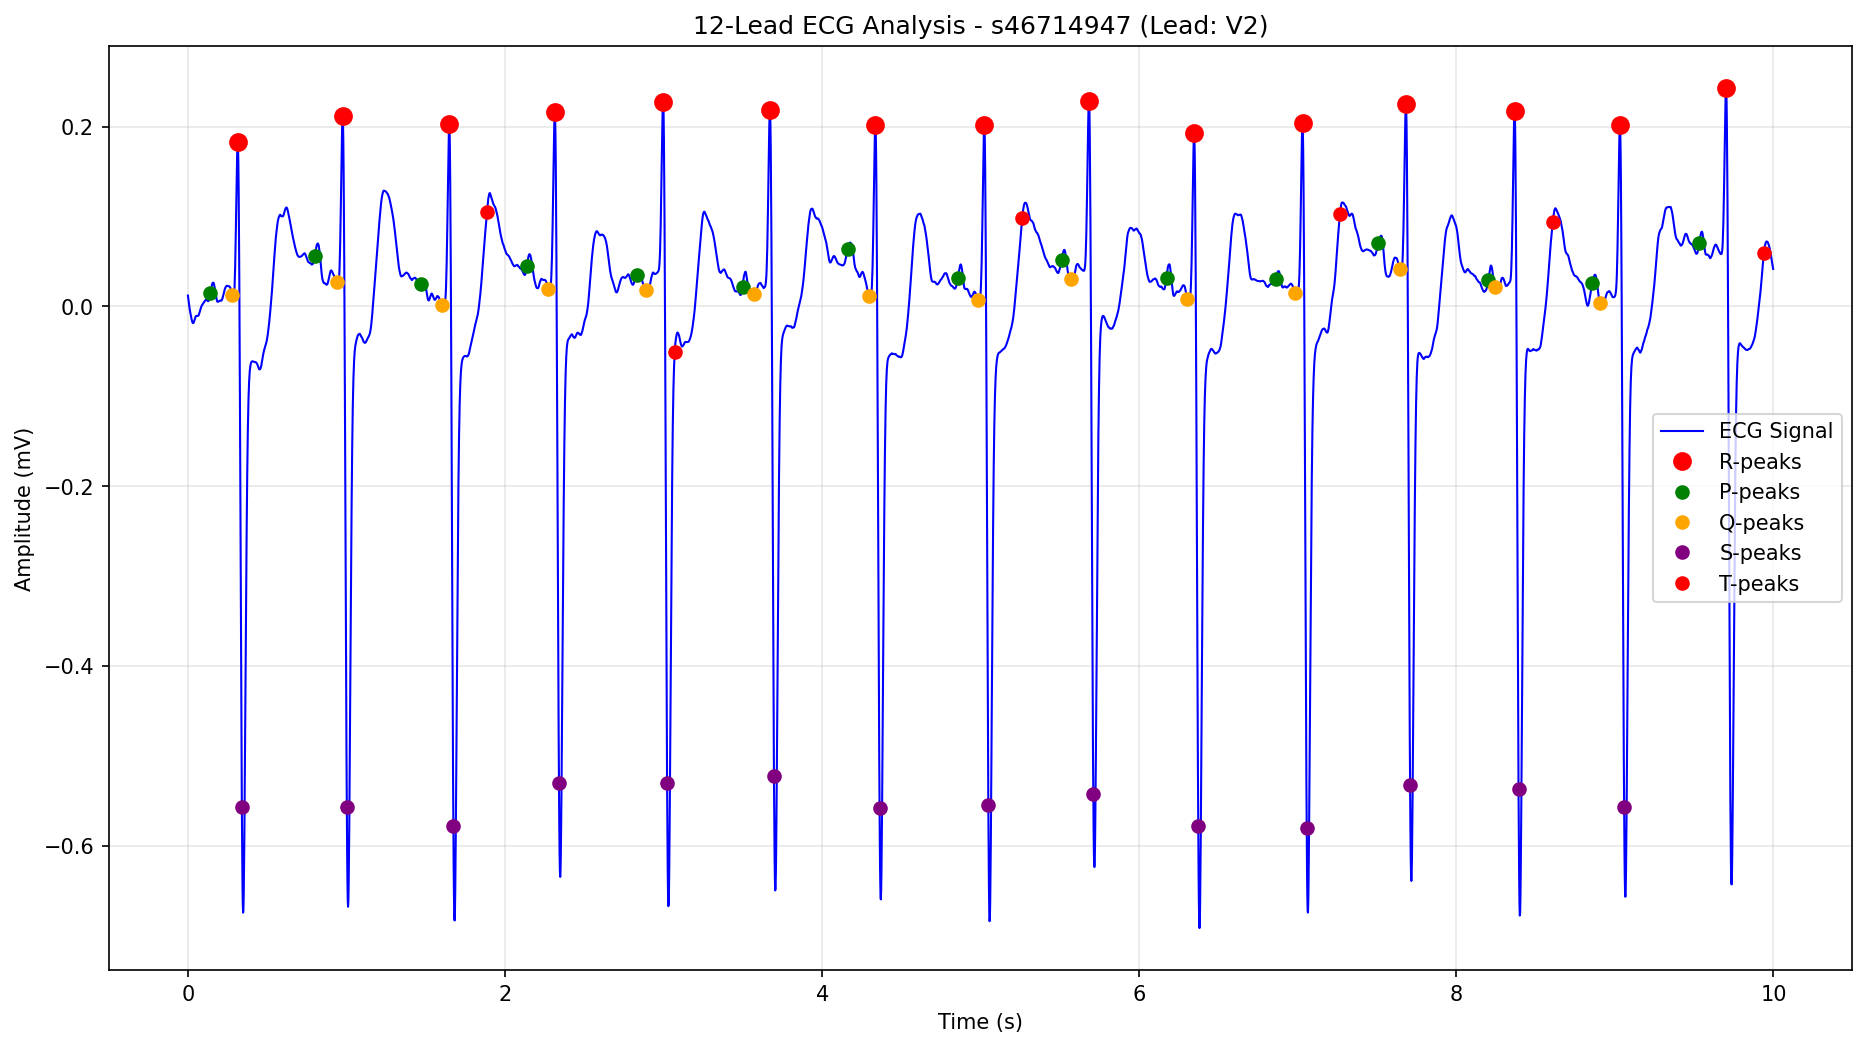 12-Lead ECG Analysis - s46714947 (Lead: V2)
Amplitude (mV)
0.2
0.0
−0.2
−0.4
−0.6
ECG Signal
R-peaks
P-peaks
Q-peaks
S-peaks
T-peaks
0 2 4 6 8 10
Time (s)